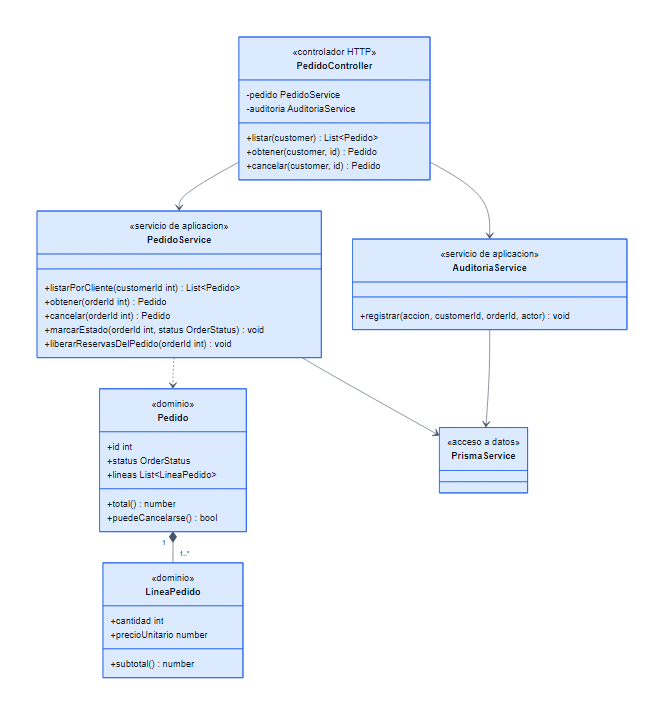 «controlador HTTP»
PedidoController
-pedido PedidoService
-auditoria AuditoriaService
+listar(customer) : List<Pedido>
+obtener(customer, id) : Pedido
+cancelar(customer, id) : Pedido
«servicio de aplicacion»
PedidoService
+listarPorCliente(customerId int) : List<Pedido>
+obtener(orderId int) : Pedido
+cancelar(orderId int) : Pedido
+marcarEstado(orderId int, status OrderStatus) : void
+liberarReservasDelPedido(orderId int) : void
«servicio de aplicacion»
AuditoriaService
+registrar(accion, customerId, orderId, actor) : void
«dominio»
Pedido
+id int
+status OrderStatus
+lineas List<LineaPedido>
+total() : number
+puedeCancelarse() : bool
«acceso a datos»
PrismaService
1
1..*
«dominio»
LineaPedido
+cantidad int
+precioUnitario number
+subtotal() : number